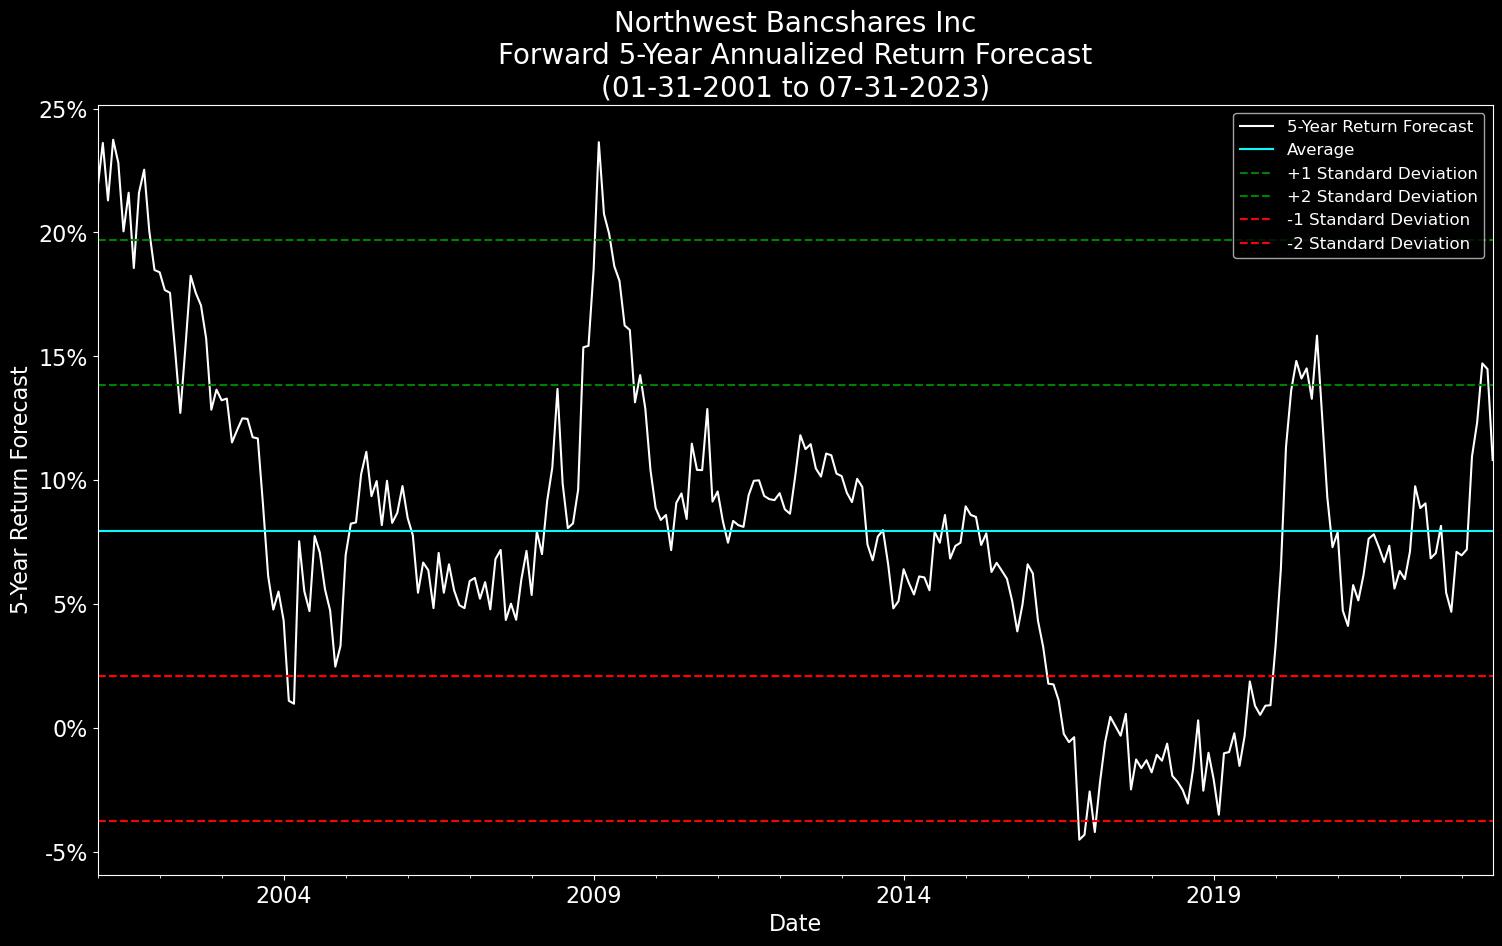 Northwest Bancshares Inc
Forward 5-Year Annualized Return Forecast
(01-31-2001 to 07-31-2023)
5-Year Return Forecast
25%
20%
15%
10%
5%
0%
-5%
5-Year Return Forecast
Average
+1 Standard Deviation
+2 Standard Deviation
-1 Standard Deviation
-2 Standard Deviation
2004
2009
2014
2019
Date